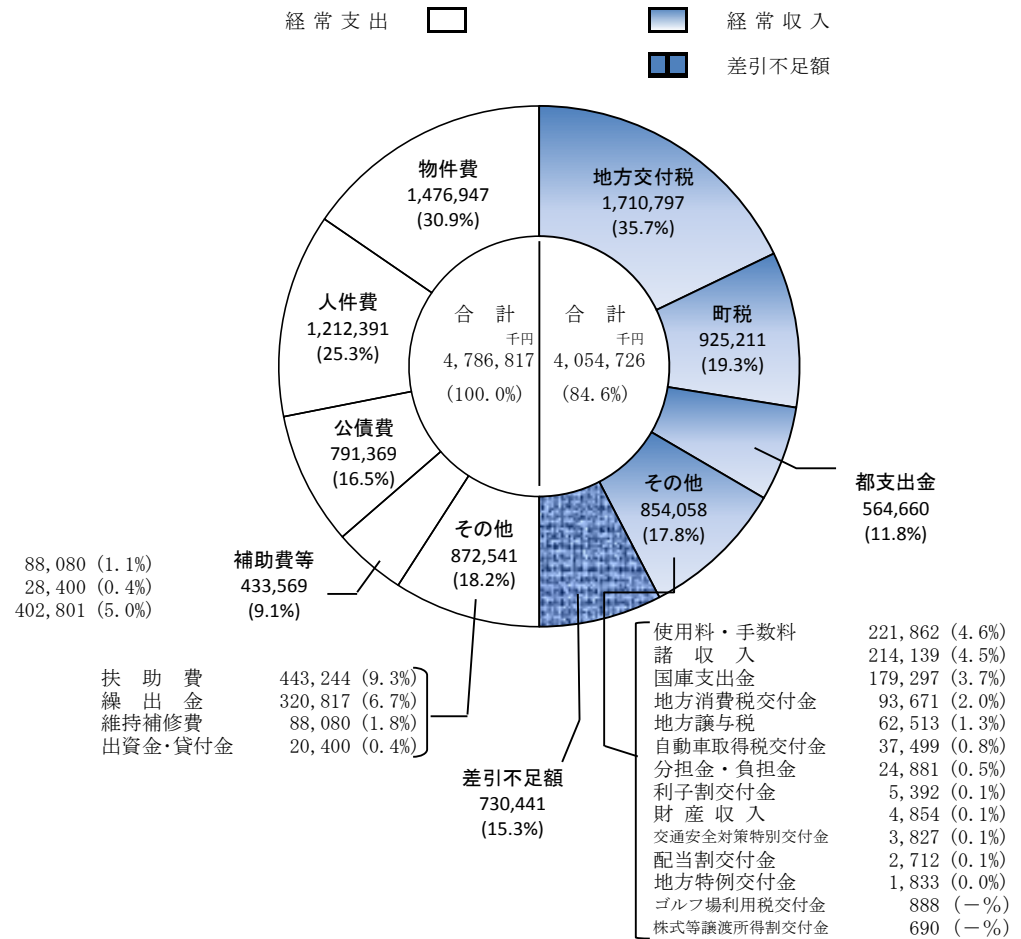 経常支出
経常収入
差引不足額
物件費
1,476,947
(30.9%)
地方交付税
1,710,797
(35.7%)
人件費
1,212,391
(25.3%)
町税
925,211
(19.3%)
合計
千円
4,786,817
(100.0%)
合計
千円
4,054,726
(84.6%)
公債費
791,369
(16.5%)
都支出金
564,660
(11.8%)
その他
854,058
(17.8%)
その他
872,541
(18.2%)
補助費等
433,569
(9.1%)
88,080 (1.1%)
28,400 (0.4%)
402,801 (5.0%)
扶助費 443,244 (9.3%)
繰出金 320,817 (6.7%)
維持補修費 88,080 (1.8%)
出資金・貸付金 20,400 (0.4%)
差引不足額
730,441
(15.3%)
使用料・手数料 221,862 (4.6%)
諸収入 214,139 (4.5%)
国庫支出金 179,297 (3.7%)
地方消費税交付金 93,671 (2.0%)
地方譲与税 62,513 (1.3%)
自動車取得税交付金 37,499 (0.8%)
分担金・負担金 24,881 (0.5%)
利子割交付金 5,392 (0.1%)
財産収入 4,854 (0.1%)
交通安全対策特別交付金 3,827 (0.1%)
配当割交付金 2,712 (0.1%)
地方特例交付金 1,833 (0.0%)
ゴルフ場利用税交付金 888 (－%)
株式等譲渡所得割交付金 690 (－%)